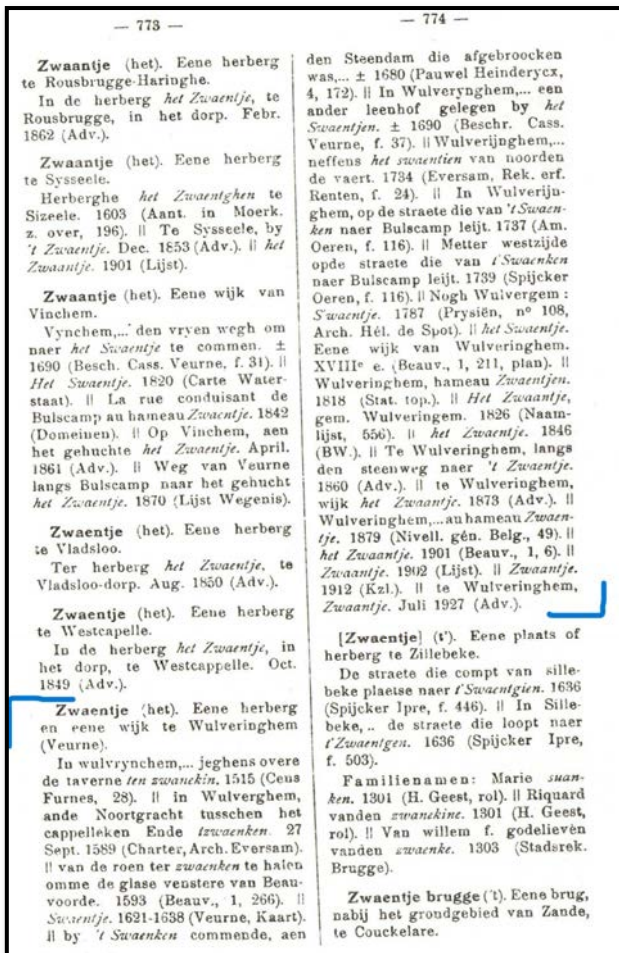 — 773 —
Zwaantje (het). Eene herberg
te Rousbrugge-Haringhe.
In de herberg het Zwaentje, te
Rousbrugge, in het dorp. Febr.
1862 (Adv.).
Zwaantje (het). Eene herberg
te Sysseele.
Herberghe het Zwaentghen te
Sizeele. 1603 (Aant. in Moerk.
z. over, 196). || Te Sysseele, by
't Zwaentje. Dec. 1853 (Adv.). || het
Zwaantje. 1901 (Lijst).
Zwaantje (het). Eene wijk van
Vinchem.
Vynchem,... den vryen wegh om
naer het Swaentje te commen. ±
1690 (Besch. Cass. Veurne, f. 31). ||
Het Swaentje. 1820 (Carte Water-
staat). || La rue conduisant de
Bulscamp au hameau Zwaentje. 1842
(Domeinen). || Op Vinchem, aen
het gehuchte het Zwaentje. April.
1861 (Adv.). || Weg van Veurne
langs Bulscamp naar het gehucht
het Zwaentje. 1870 (Lijst Wegenis).
Zwaentje (het). Eene herberg
te Vladsloo.
Ter herberg het Zwaentje, te
Vladsloo-dorp. Aug. 1850 (Adv.).
Zwaentje (het). Eene herberg
te Westcapelle.
In de herberg het Zwaentje, in
het dorp, te Westcappelle. Oct.
1849 (Adv.).
Zwaentje (het). Eene herberg
en eene wijk te Wulveringhem
(Veurne).
In wulvrynchem,... jeghens overe
de taverne ten zwanekin. 1515 (Cens
Furnes, 28). || in Wulverghem,
ande Noortgracht tusschen het
cappelleken Ende tzwaenken. 27
Sept. 1589 (Charter, Arch. Eversam).
|| van de roen ter zwaenken te halen
omme de glase venstere van Beau-
voorde. 1593 (Beauv., 1, 266). ||
Swaentje. 1621-1638 (Veurne, Kaart).
|| by 't Swaenken commende, aen
— 774 —
den Steendam die afgebroocken
was,... ± 1680 (Pauwel Heinderycx,
4, 172). || In Wulverynghem,... een
ander leenhof gelegen by het
Swaentjen. ± 1690 (Beschr. Cass.
Veurne, f. 37). || Wulverijnghem,...
neffens het swaentien van noorden
de vaert. 1734 (Eversam, Rek. erf.
Renten, f. 24). || In Wulverijn-
ghem, op de straete die van 't Swaen-
ken naer Bulscamp leijt. 1737 (Am.
Oeren, f. 116). || Metter westzijde
opde straete die van t'Swaenken
naer Bulscamp leijt. 1739 (Spijcker
Oeren, f. 116). || Nogh Wulvergem :
S'waentje. 1787 (Prysiën, nº 108,
Arch. Hél. de Spot). || het Swaentje.
Eene wijk van Wulveringhem.
XVIIIᵉ e. (Beauv., 1, 211, plan). ||
Wulveringhem, hameau Zwaentjen.
1818 (Stat. top.). || Het Zwaantje,
gem. Wulveringem. 1826 (Naam-
lijst, 556). || het Zwaentje. 1846
(BW.). || Te Wulveringhem, langs
den steenweg naer 't Zwaentje.
1860 (Adv.). || te Wulveringhem,
wijk het Zwaantje. 1873 (Adv.). ||
Wulveringhem,... au hameau Zwaen-
tje. 1879 (Nivell. gén. Belg., 49). ||
het Zwaantje. 1901 (Beauv., 1, 6). ||
Zwaantje. 1902 (Lijst). || Zwaantje.
1912 (Kzl.). || te Wulveringhem,
Zwaantje. Juli 1927 (Adv.).
[Zwaentje] (t'). Eene plaats of
herberg te Zillebeke.
De straete die compt van sille-
beke plaetse naer t'Swaentgien. 1636
(Spijcker Ipre, f. 446). || In Sille-
beke,.. de straete die loopt naer
t'Zwaentgen. 1636 (Spijcker Ipre,
f. 503).
Familienamen: Marie suan-
ken. 1301 (H. Geest, rol). || Riquard
vanden zwanekine. 1301 (H. Geest,
rol). || Van willem f. godelieven
vanden zwaenke. 1303 (Stadsrek.
Brugge).
Zwaentje brugge ('t). Eene brug,
nabij het grondgebied van Zande,
te Couckelare.